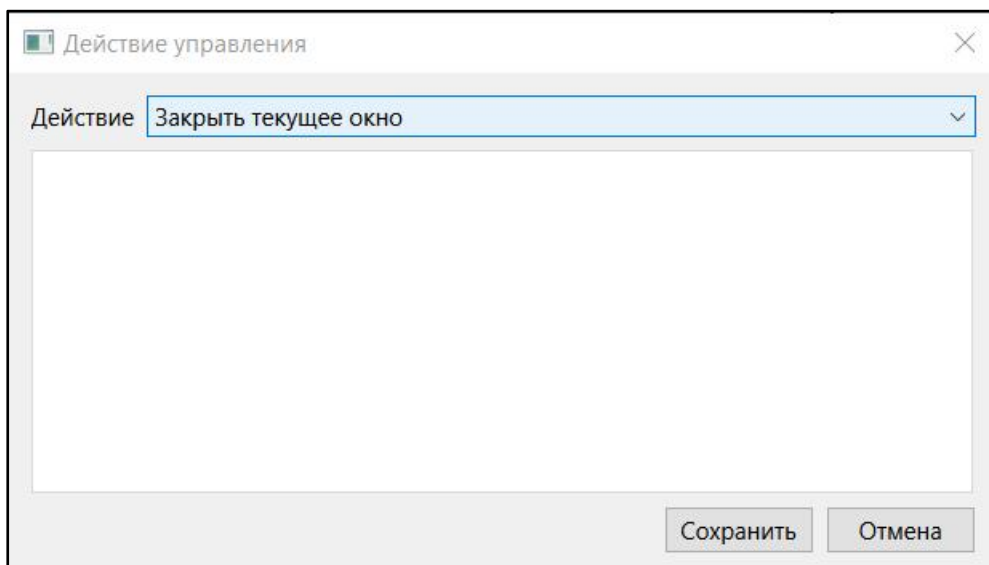 Действие управления
Действие Закрыть текущее окно
Сохранить Отмена